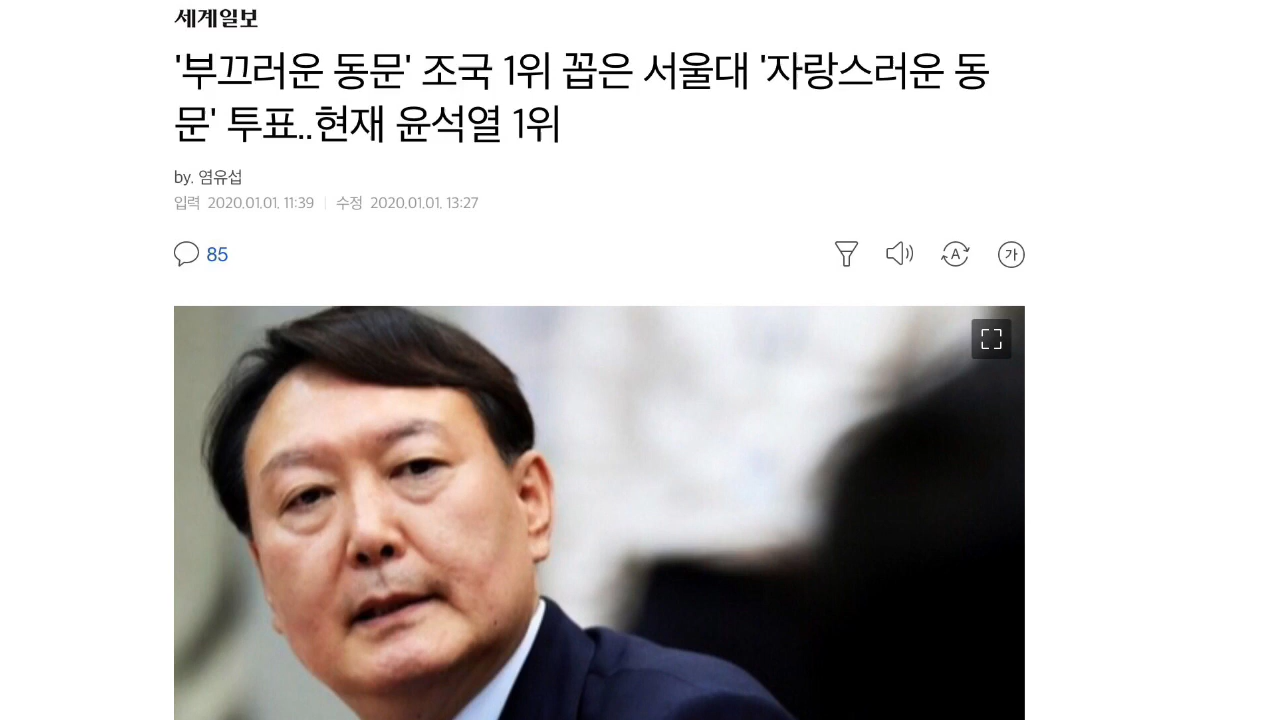 세계일보
'부끄러운 동문' 조국 1위 꼽은 서울대 '자랑스러운 동
문' 투표..현재 윤석열 1위
by. 염유섭
입력 2020.01.01. 11:39 수정 2020.01.01. 13:27
85
A
가